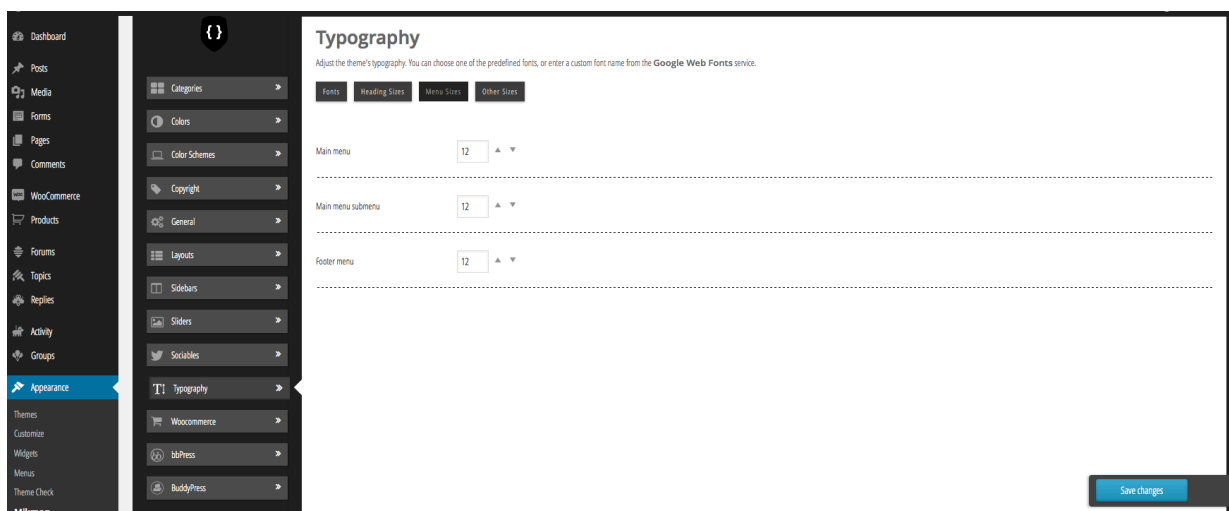 Dashboard
Posts
Media
Forms
Pages
Comments
WooCommerce
Products
Forums
Topics
Replies
Activity
Groups
Appearance
Themes
Customize
Widgets
Menus
Theme Check
{ }
Categories »
Colors »
Color Schemes »
Copyright »
General »
Layouts »
Sidebars »
Sliders »
Sociables »
Typography »
Woocommerce »
bbPress »
BuddyPress »
Typography
Adjust the theme's typography. You can choose one of the predefined fonts, or enter a custom font name from the Google Web Fonts service.
Fonts Heading Sizes Menu Sizes Other Sizes
Main menu 12
Main menu submenu 12
Footer menu 12
Save changes